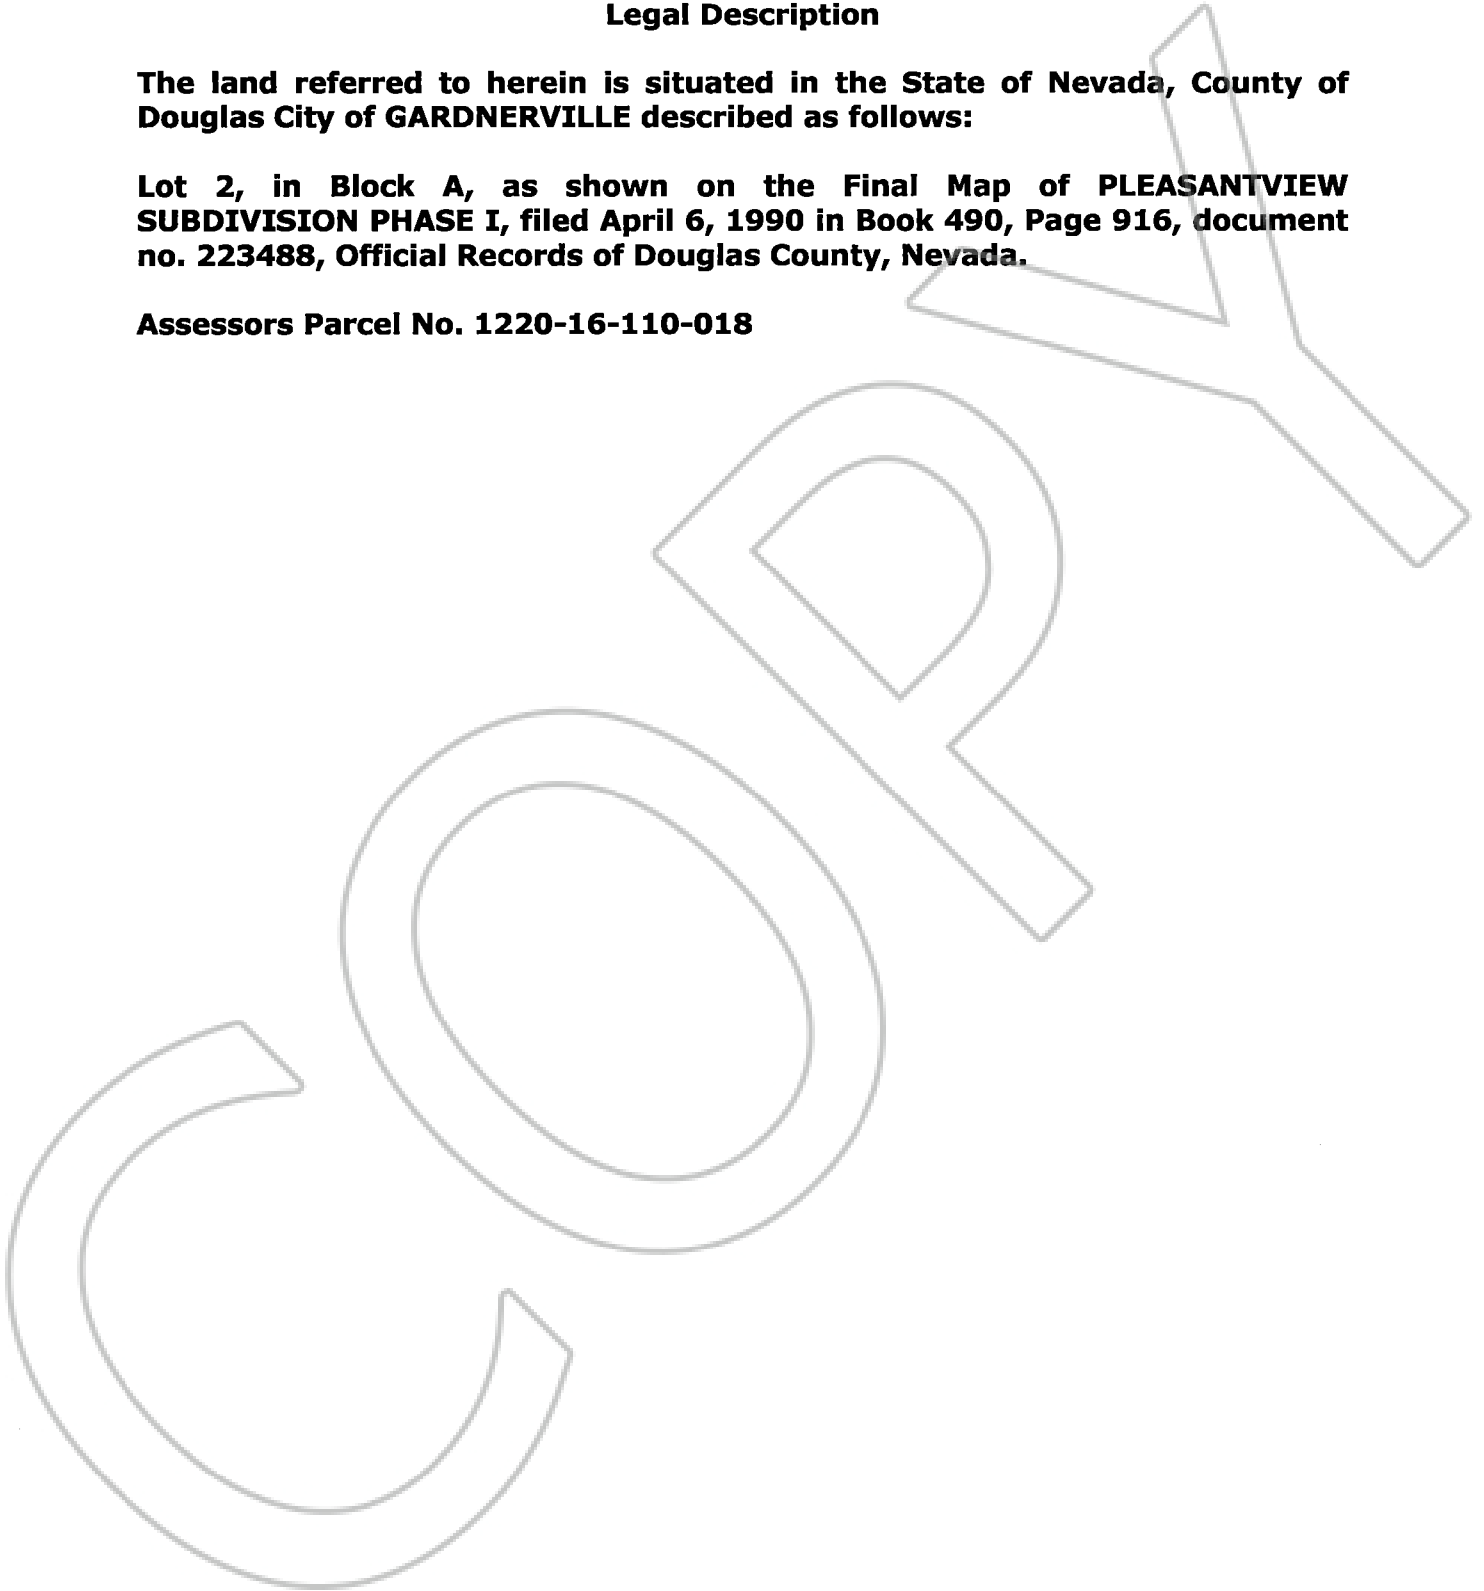 Legal Description
The land referred to herein is situated in the State of Nevada, County of
Douglas City of GARDNERVILLE described as follows:
Lot 2, in Block A, as shown on the Final Map of PLEASANTVIEW
SUBDIVISION PHASE I, filed April 6, 1990 in Book 490, Page 916, document
no. 223488, Official Records of Douglas County, Nevada.
Assessors Parcel No. 1220-16-110-018
COPY